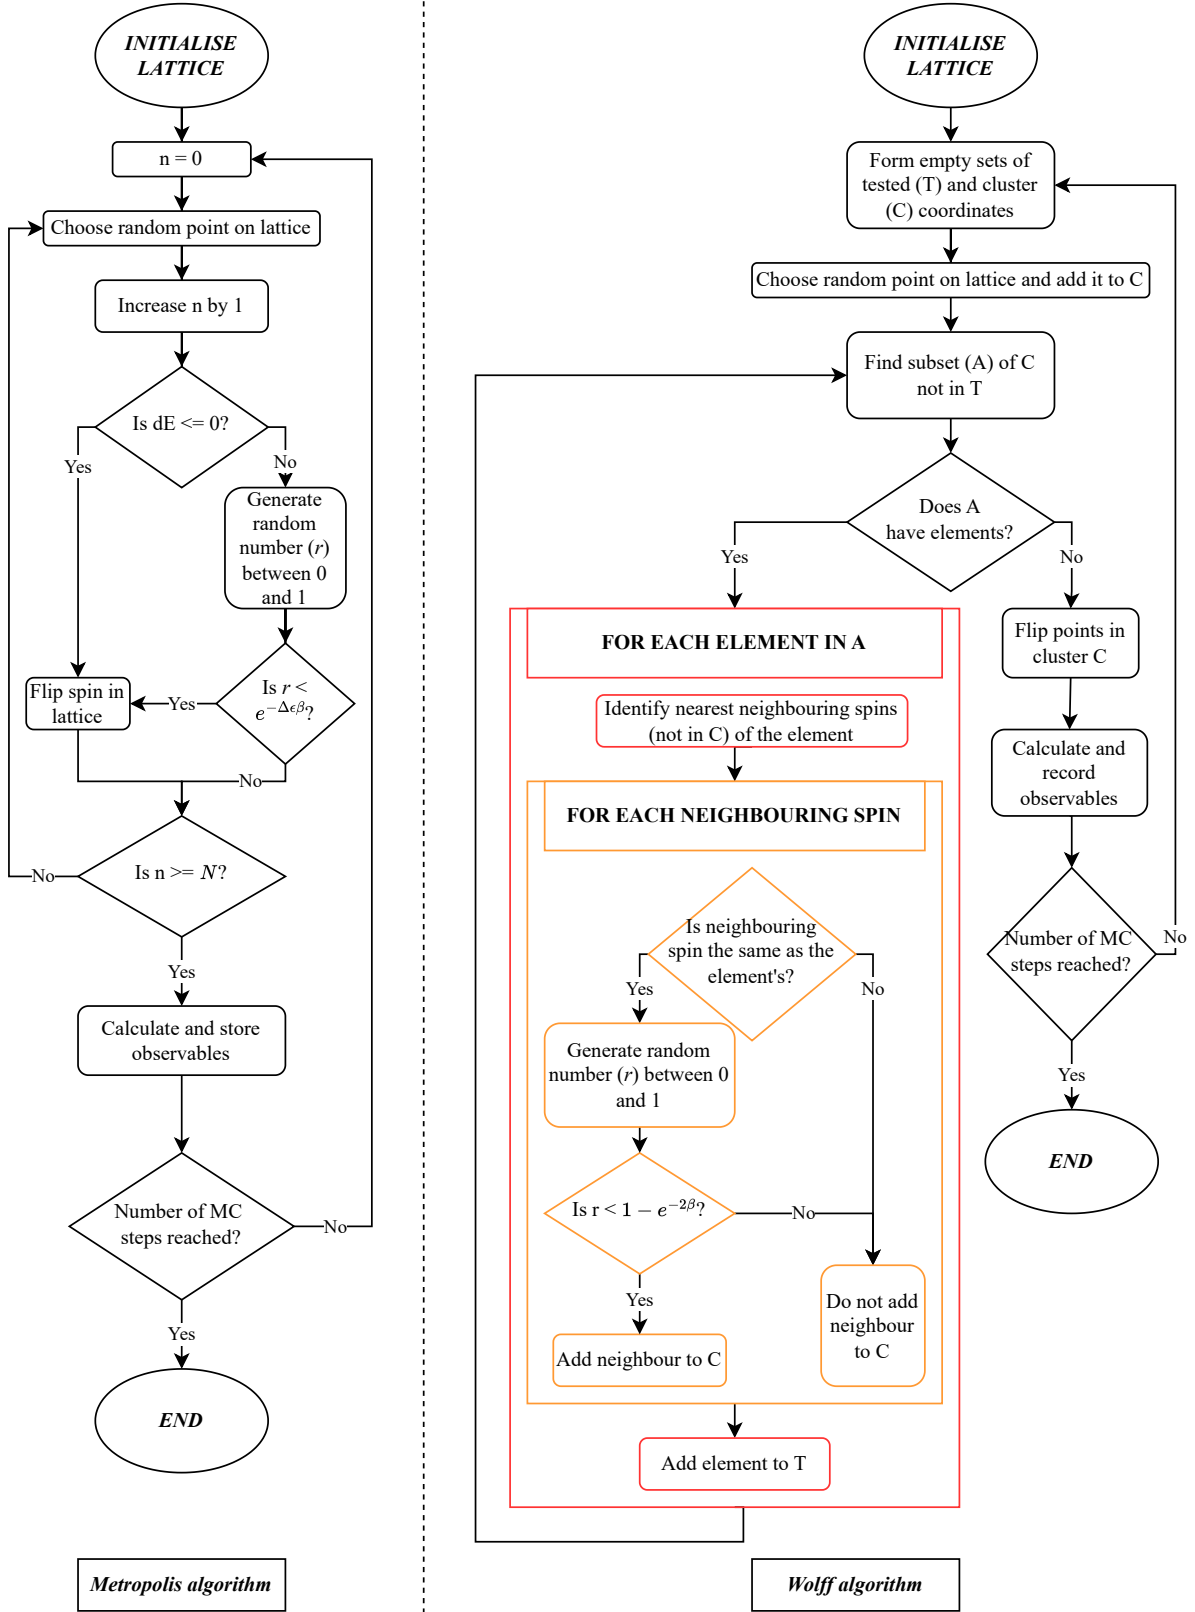 INITIALISE
LATTICE
n = 0
Choose random point on lattice
Increase n by 1
Is dE <= 0?
Yes
No
Generate
random
number (r)
between 0
and 1
Is r <
e^{-Δϵβ}?
Yes
Flip spin in
lattice
No
Is n >= N?
No
Yes
Calculate and store
observables
Number of MC
steps reached?
No
Yes
END
Metropolis algorithm
INITIALISE
LATTICE
Form empty sets of
tested (T) and cluster
(C) coordinates
Choose random point on lattice and add it to C
Find subset (A) of C
not in T
Does A
have elements?
Yes
No
FOR EACH ELEMENT IN A
Identify nearest neighbouring spins
(not in C) of the element
FOR EACH NEIGHBOURING SPIN
Is neighbouring
spin the same as the
element's?
Yes
No
Generate random
number (r) between 0
and 1
Is r < 1 − e^{-2β}?
No
Yes
Add neighbour to C
Do not add
neighbour
to C
Add element to T
Flip points in
cluster C
Calculate and
record
observables
Number of MC
steps reached?
No
Yes
END
Wolff algorithm